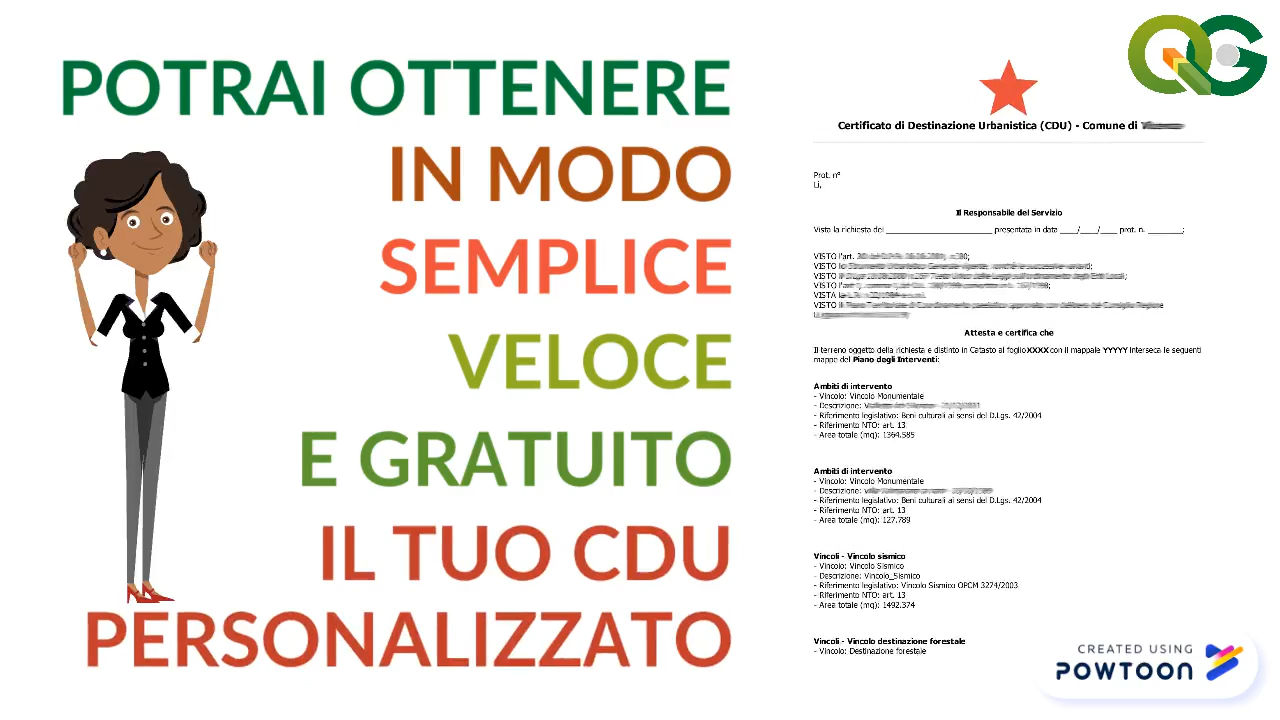 POTRAI OTTENERE
IN MODO
SEMPLICE
VELOCE
E GRATUITO
IL TUO CDU
PERSONALIZZATO
QG
Certificato di Destinazione Urbanistica (CDU) - Comune di
Prot. n°
Li,
Il Responsabile del Servizio
Vista la richiesta del ________________________ presentata in data ____/____/____ prot. n. ________;
VISTO l'art.
VISTO
VISTO
VISTO
VISTA
VISTO
Attesta e certifica che
Il terreno oggetto della richiesta e distinto in Catasto al foglio XXXX con il mappale YYYYY interseca le seguenti
mappe del Piano degli Interventi:
Ambiti di intervento
- Vincolo: Vincolo Monumentale
- Descrizione:
- Riferimento legislativo: Beni culturali ai sensi del D.Lgs. 42/2004
- Riferimento NTO: art. 13
- Area totale (mq): 1364.585
Ambiti di intervento
- Vincolo: Vincolo Monumentale
- Descrizione:
- Riferimento legislativo: Beni culturali ai sensi del D.Lgs. 42/2004
- Riferimento NTO: art. 13
- Area totale (mq): 127.789
Vincoli - Vincolo sismico
- Vincolo: Vincolo Sismico
- Descrizione: Vincolo_Sismico
- Riferimento legislativo: Vincolo Sismico OPCM 3274/2003
- Riferimento NTO: art. 13
- Area totale (mq): 1492.374
Vincoli - Vincolo destinazione forestale
- Vincolo: Destinazione forestale
CREATED USING
POWTOON